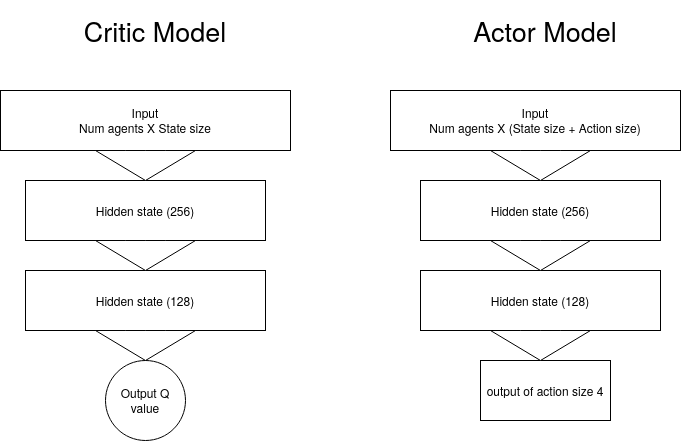 Critic Model
Input
Num agents X State size
Hidden state (256)
Hidden state (128)
Output Q
value
Actor Model
Input
Num agents X (State size + Action size)
Hidden state (256)
Hidden state (128)
output of action size 4